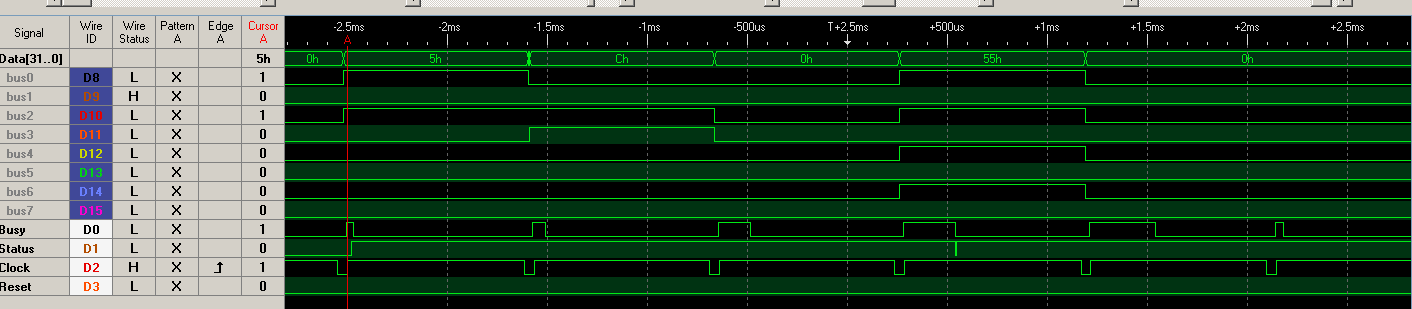 Signal Wire ID Wire Status Pattern A Edge A Cursor A -2.5ms -2ms -1.5ms -1ms -500us T+2.5ms +500us +1ms +1.5ms +2ms +2.5ms
A
Data[31..0] 5h 0h 5h Ch 0h 55h 0h
bus0 D8 L X 1
bus1 D9 H X 0
bus2 D10 L X 1
bus3 D11 L X 0
bus4 D12 L X 0
bus5 D13 L X 0
bus6 D14 L X 0
bus7 D15 L X 0
Busy D0 L X 1
Status D1 L X 0
Clock D2 H X 1
Reset D3 L X 0